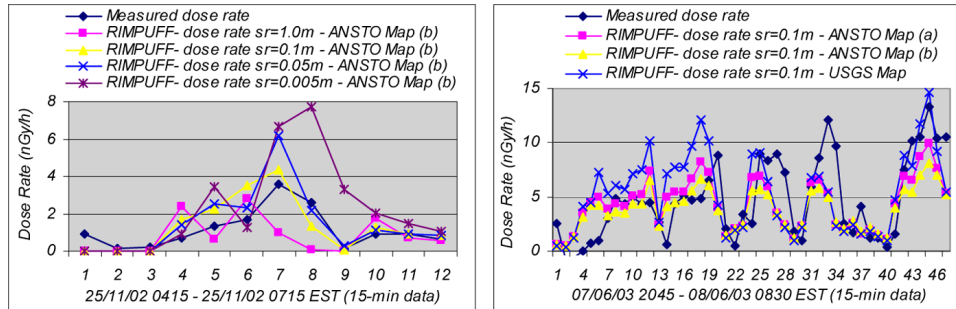 Measured dose rate
RIMPUFF- dose rate sr=1.0m - ANSTO Map (b)
RIMPUFF- dose rate sr=0.1m - ANSTO Map (b)
RIMPUFF- dose rate sr=0.05m - ANSTO Map (b)
RIMPUFF- dose rate sr=0.005m - ANSTO Map (b)
Dose Rate (nGy/h)
8
6
4
2
0
1 2 3 4 5 6 7 8 9 10 11 12
25/11/02 0415 - 25/11/02 0715 EST (15-min data)
Measured dose rate
RIMPUFF- dose rate sr=0.1m - ANSTO Map (a)
RIMPUFF- dose rate sr=0.1m - ANSTO Map (b)
RIMPUFF- dose rate sr=0.1m - USGS Map
Dose Rate (nGy/h)
15
10
5
0
1 4 7 10 13 16 19 22 25 28 31 34 37 40 43 46
07/06/03 2045 - 08/06/03 0830 EST (15-min data)